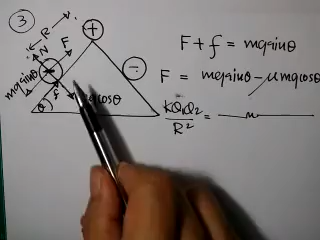 ③
R
+
F
N
−
−
mgsinθ
θ
f
mgcosθ
F + f = mgsinθ
F = mgsinθ − μmgcosθ
KQ₁Q₂/R² = —— 〃 ——